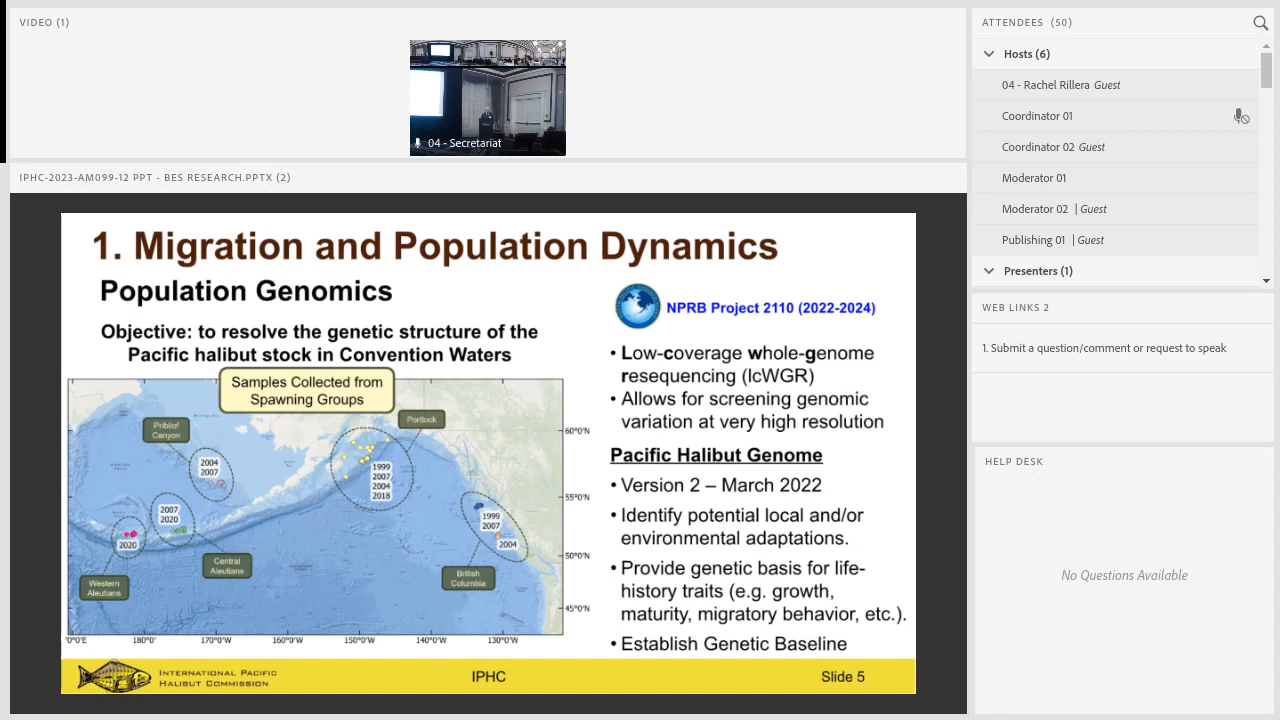 VIDEO (1)
04 - Secretariat
IPHC-2023-AM099-12 PPT - BES RESEARCH.PPTX (2)
1. Migration and Population Dynamics
Population Genomics
Objective: to resolve the genetic structure of the
Pacific halibut stock in Convention Waters
Samples Collected from
Spawning Groups
Pribilof
Canyon
Portlock
2004
2007
1999
2007
2004
2018
2007
2020
2020
1999
2007
2004
Western
Aleutians
Central
Aleutians
British
Columbia
60°0'N
55°0'N
50°0'N
45°0'N
'0°0'E
180°0'
170°0'W
160°0'W
150°0'W
140°0'W
130°0'W
NPRB Project 2110 (2022-2024)
• Low-coverage whole-genome
resequencing (lcWGR)
• Allows for screening genomic
variation at very high resolution
Pacific Halibut Genome
• Version 2 – March 2022
• Identify potential local and/or
environmental adaptations.
• Provide genetic basis for life-
history traits (e.g. growth,
maturity, migratory behavior, etc.).
• Establish Genetic Baseline
INTERNATIONAL PACIFIC
HALIBUT COMMISSION
IPHC
Slide 5
ATTENDEES (50)
Hosts (6)
04 - Rachel Rillera Guest
Coordinator 01
Coordinator 02 Guest
Moderator 01
Moderator 02 | Guest
Publishing 01 | Guest
Presenters (1)
WEB LINKS 2
1. Submit a question/comment or request to speak
HELP DESK
No Questions Available